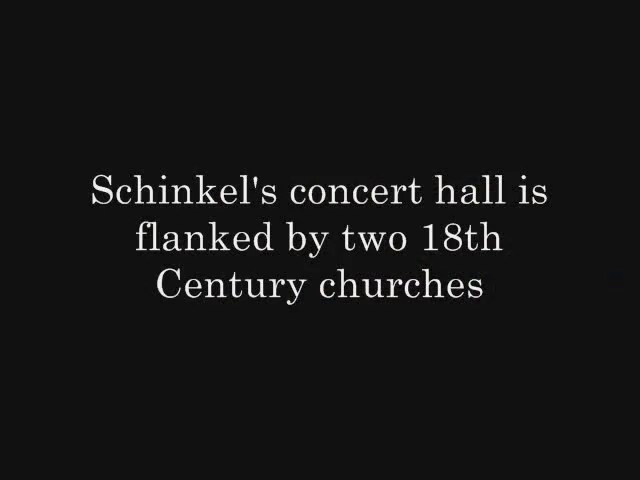 Schinkel's concert hall is
flanked by two 18th
Century churches